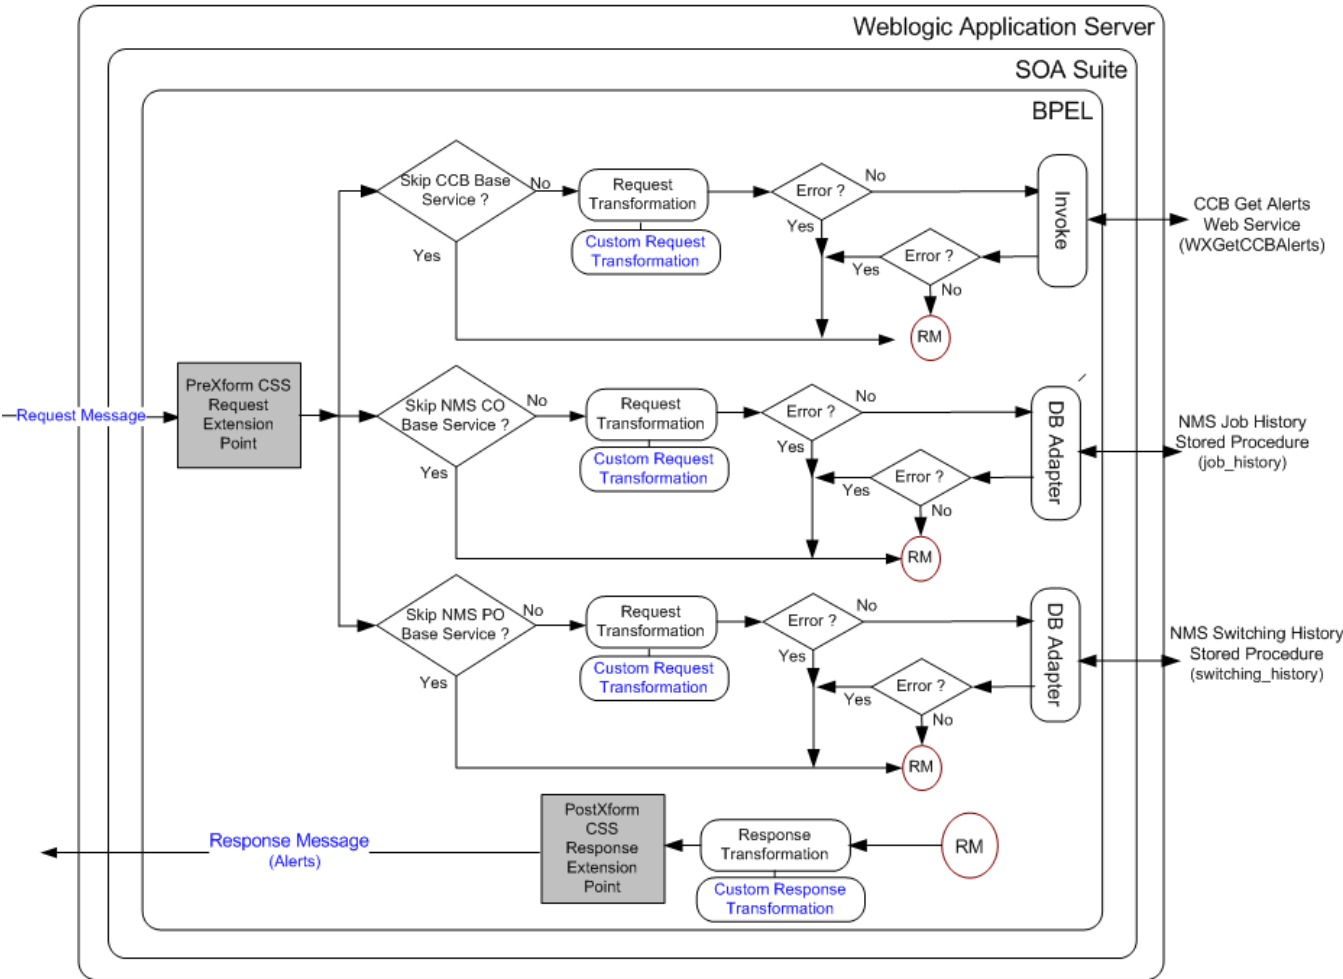 Weblogic Application Server
SOA Suite
BPEL
Skip CCB Base
Service ?
No
Yes
Request
Transformation
Custom Request
Transformation
Error ?
No
Yes
Invoke
Error ?
Yes
No
RM
CCB Get Alerts
Web Service
(WXGetCCBAlerts)
Request Message
PreXform CSS
Request
Extension
Point
Skip NMS CO
Base Service ?
No
Yes
Request
Transformation
Custom Request
Transformation
Error ?
No
Yes
DB Adapter
Error ?
Yes
No
RM
NMS Job History
Stored Procedure
(job_history)
Skip NMS PO
Base Service ?
No
Yes
Request
Transformation
Custom Request
Transformation
Error ?
No
Yes
DB Adapter
Error ?
Yes
No
RM
NMS Switching History
Stored Procedure
(switching_history)
Response Message
(Alerts)
PostXform
CSS
Response
Extension
Point
Response
Transformation
Custom Response
Transformation
RM